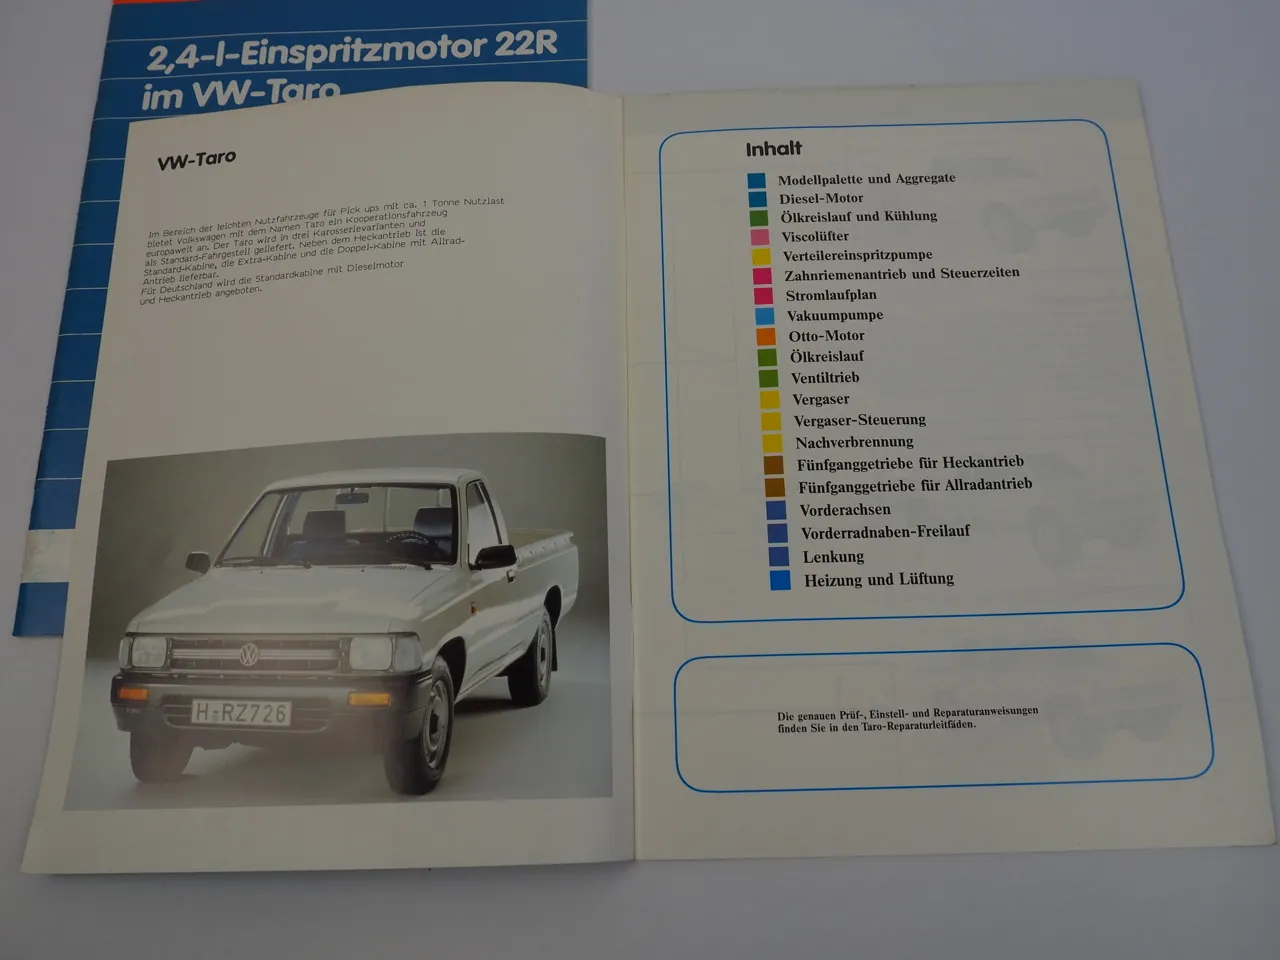 2,4-l-Einspritzmotor 22R
im VW-Taro
VW-Taro
Im Bereich der leichten Nutzfahrzeuge für Pick ups mit ca. 1 Tonne Nutzlast
bietet Volkswagen mit dem Namen Taro ein Kooperationsfahrzeug
europaweit an. Der Taro wird in drei Karosserievarianten und
als Standard-Fahrgestell geliefert. Neben dem Heckantrieb ist die
Standard-Kabine, die Extra-Kabine und die Doppel-Kabine mit Allrad-
Antrieb lieferbar.
Für Deutschland wird die Standardkabine mit Dieselmotor
und Heckantrieb angeboten.
H RZ726
Inhalt
Modellpalette und Aggregate
Diesel-Motor
Ölkreislauf und Kühlung
Viscolüfter
Verteilereinspritzpumpe
Zahnriemenantrieb und Steuerzeiten
Stromlaufplan
Vakuumpumpe
Otto-Motor
Ölkreislauf
Ventiltrieb
Vergaser
Vergaser-Steuerung
Nachverbrennung
Fünfganggetriebe für Heckantrieb
Fünfganggetriebe für Allradantrieb
Vorderachsen
Vorderradnaben-Freilauf
Lenkung
Heizung und Lüftung
Die genauen Prüf-, Einstell- und Reparaturanweisungen
finden Sie in den Taro-Reparaturleitfäden.